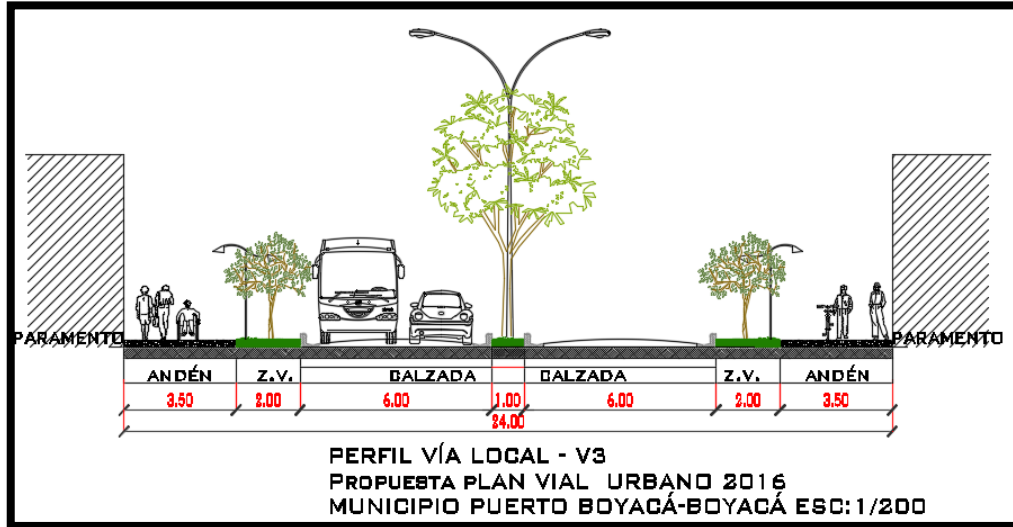 PARAMENTO PARAMENTO
ANDÉN Z.V. CALZADA CALZADA Z.V. ANDÉN
3.50 2.00 6.00 1.00 6.00 2.00 3.50
24.00
PERFIL VÍA LOCAL - V3
PROPUESTA PLAN VIAL URBANO 2016
MUNICIPIO PUERTO BOYACÁ-BOYACÁ ESC:1/200